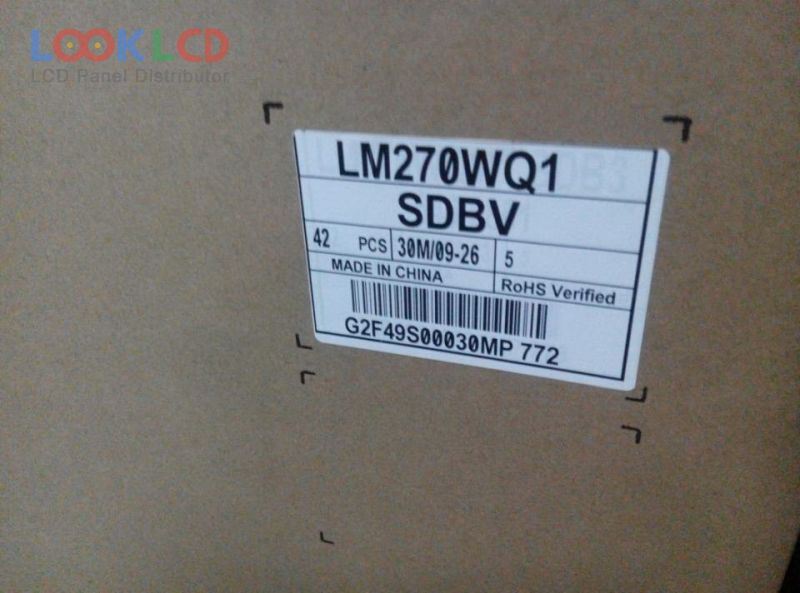 LOOKLCD
LCD Panel Distributor
LM270WQ1
SDBV
42 PCS 30M/09-26 5
MADE IN CHINA RoHS Verified
G2F49S00030MP 772